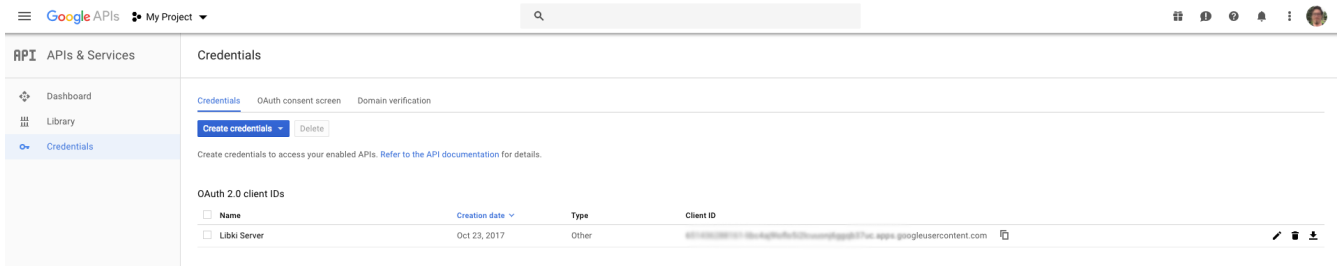 Google APIs My Project
API APIs & Services
Credentials
Dashboard
Library
Credentials
Credentials OAuth consent screen Domain verification
Create credentials Delete
Create credentials to access your enabled APIs. Refer to the API documentation for details.
OAuth 2.0 client IDs
Name Creation date Type Client ID
Libki Server Oct 23, 2017 Other .apps.googleusercontent.com